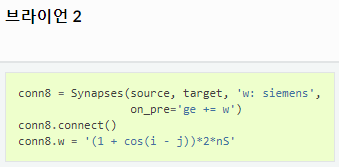 브라이언 2
conn8 = Synapses(source, target, 'w: siemens',
on_pre='ge += w')
conn8.connect()
conn8.w = '(1 + cos(i - j))*2*nS'